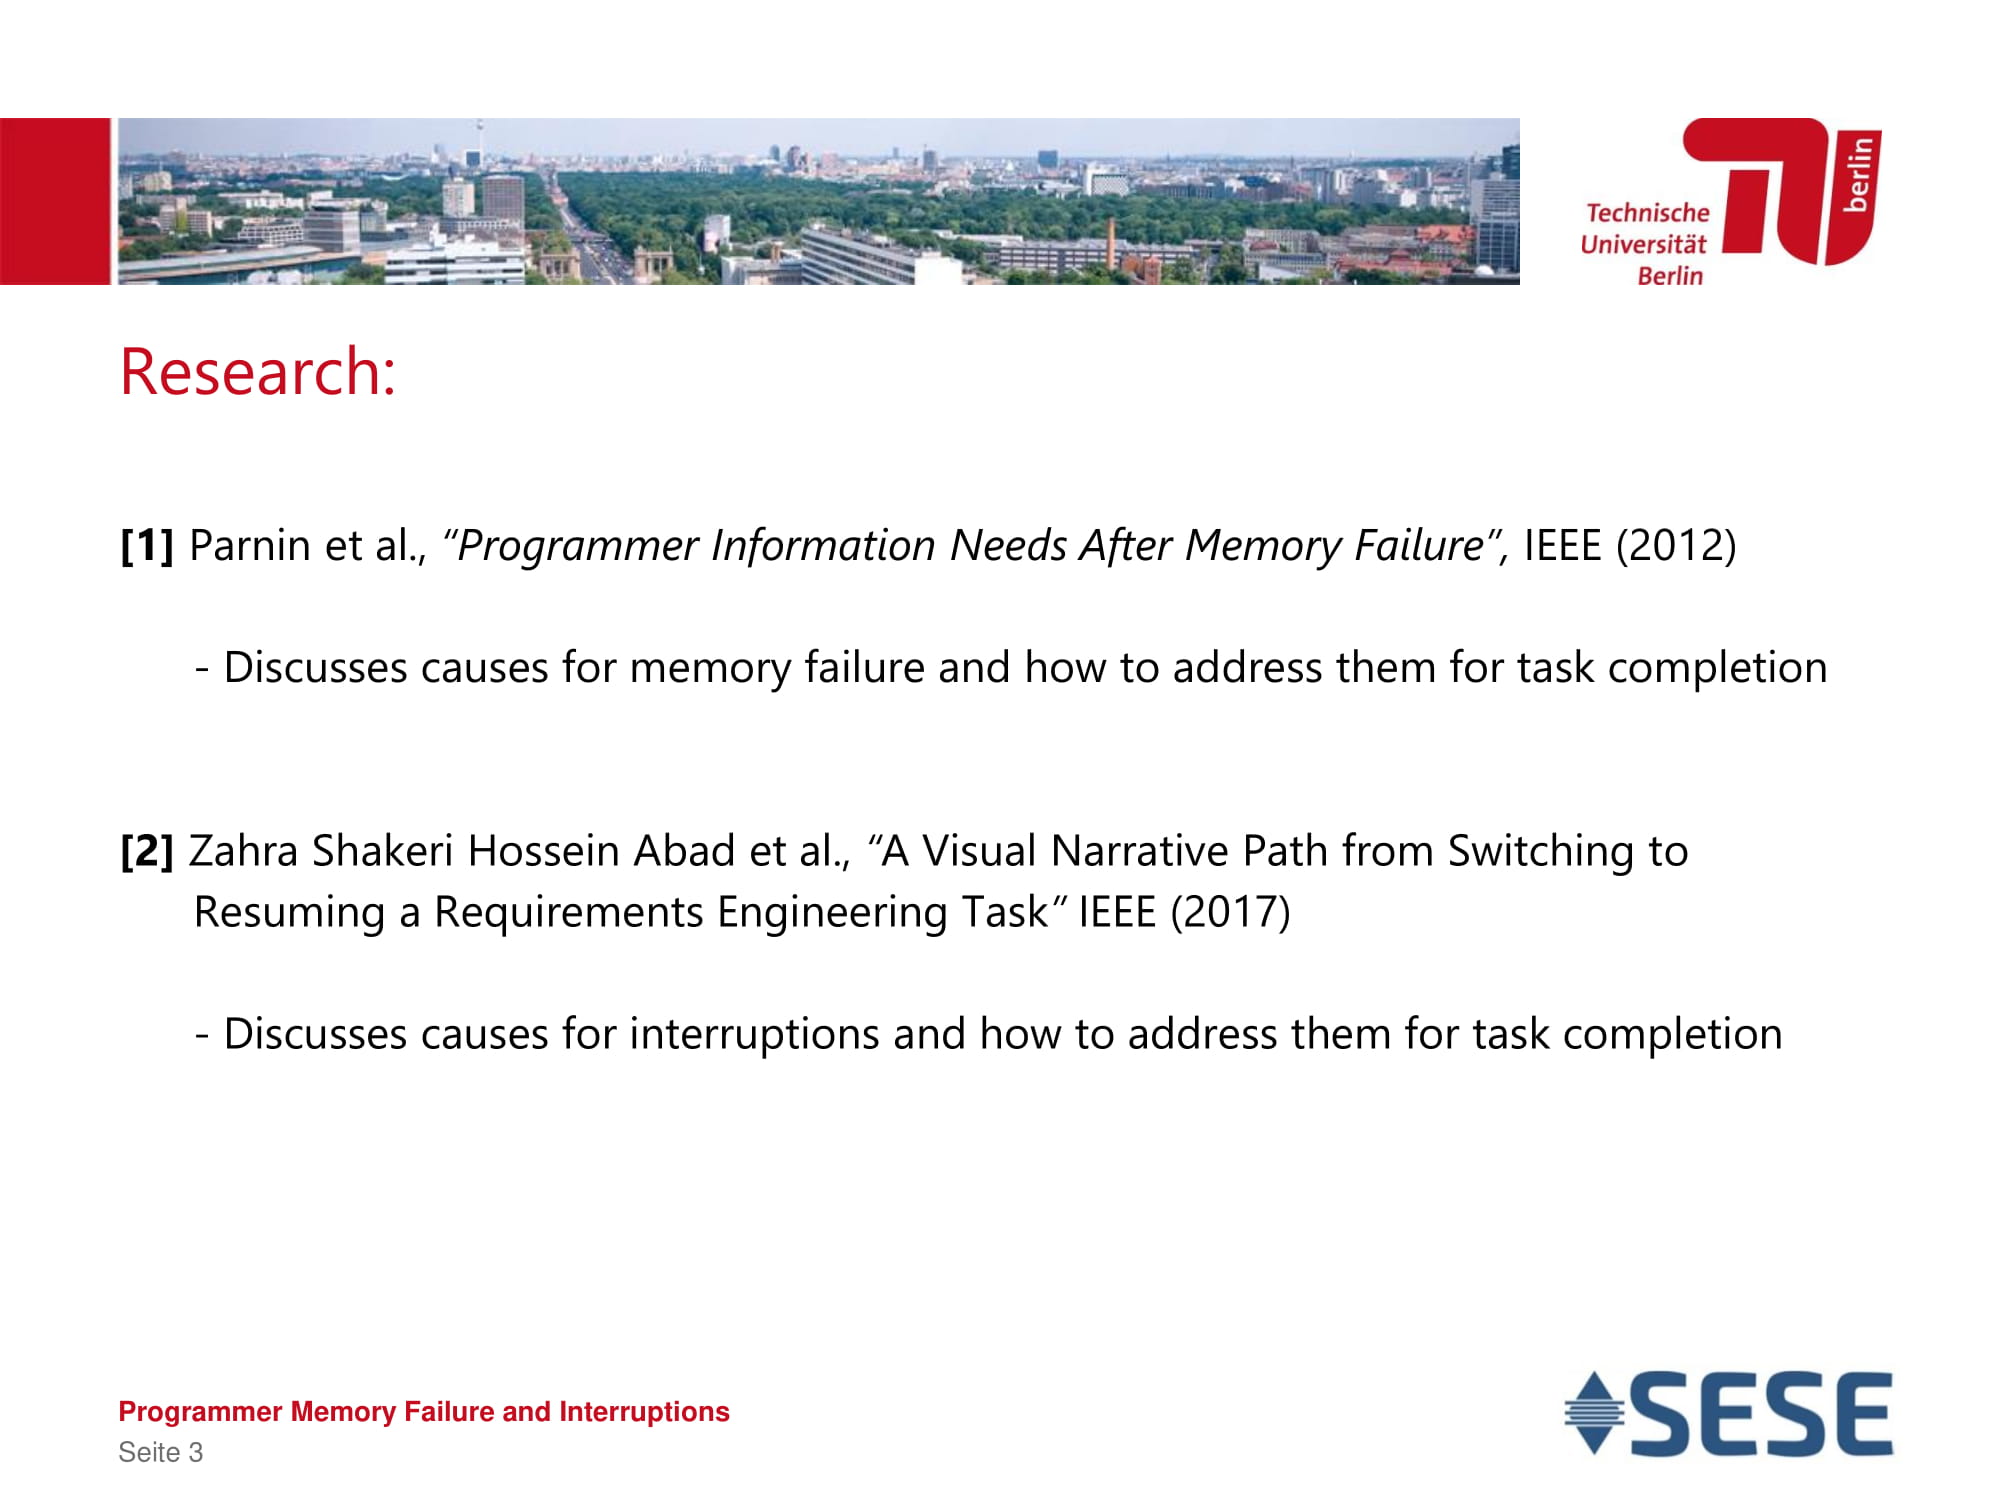 Technische
Universität
Berlin
berlin
Research:
[1] Parnin et al., “Programmer Information Needs After Memory Failure”, IEEE (2012)
- Discusses causes for memory failure and how to address them for task completion
[2] Zahra Shakeri Hossein Abad et al., “A Visual Narrative Path from Switching to
Resuming a Requirements Engineering Task” IEEE (2017)
- Discusses causes for interruptions and how to address them for task completion
Programmer Memory Failure and Interruptions
Seite 3
SESE